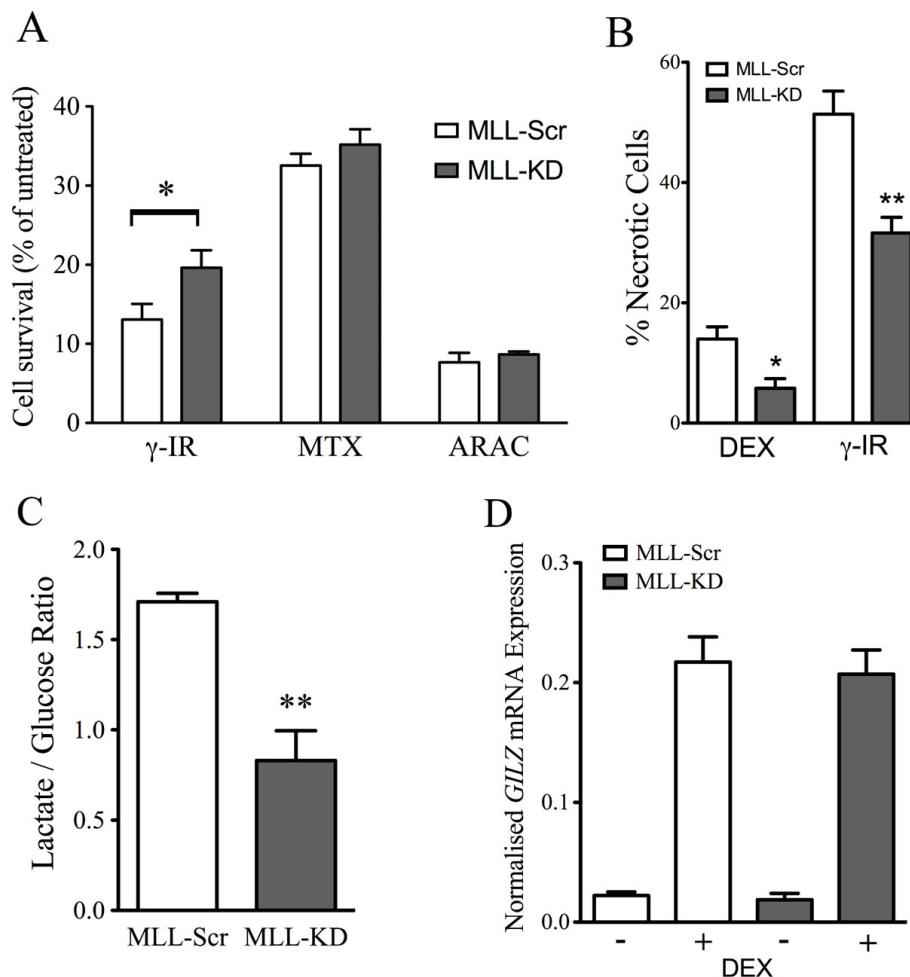 A
Cell survival (% of untreated)
40
30
20
10
0
*
MLL-Scr
MLL-KD
γ-IR MTX ARAC
B
% Necrotic Cells
60
40
20
0
MLL-Scr
MLL-KD
*
**
DEX γ-IR
C
Lactate / Glucose Ratio
2.0
1.5
1.0
0.5
0.0
**
MLL-Scr MLL-KD
D
Normalised GILZ mRNA Expression
0.3
0.2
0.1
0.0
MLL-Scr
MLL-KD
- + - +
DEX